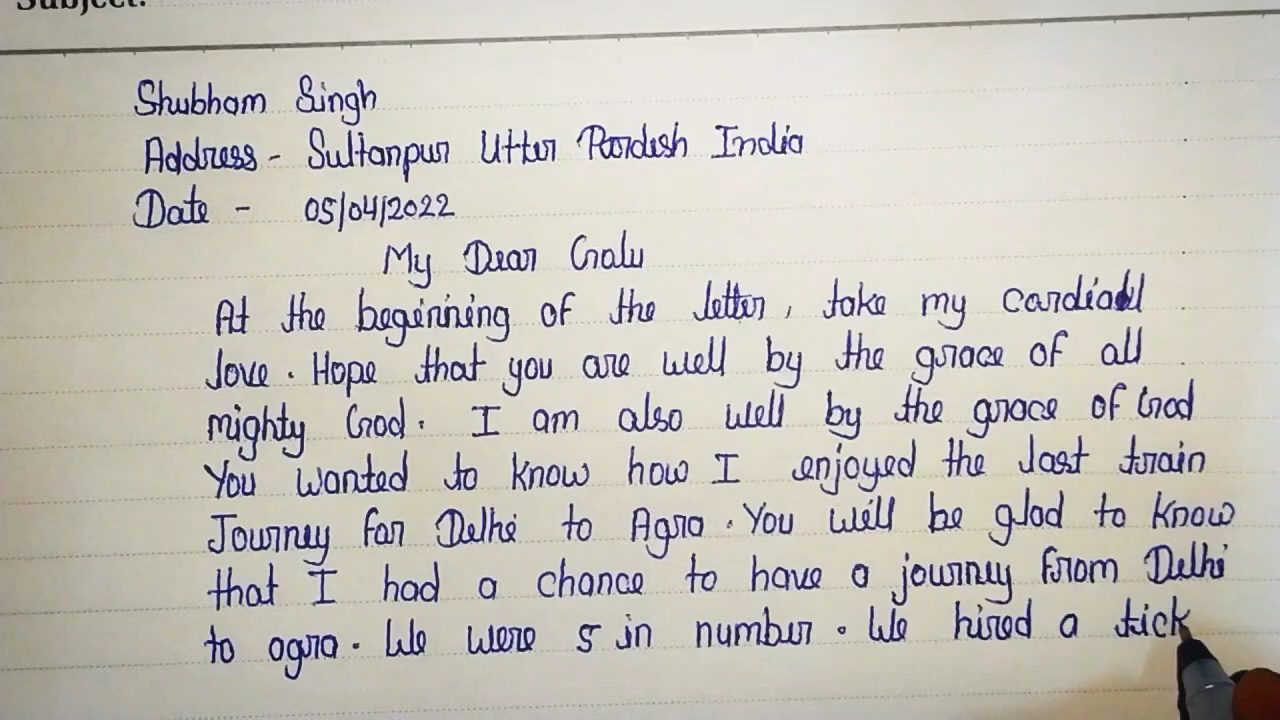 Subject:
Shubham Singh
Address - Sultanpur Utter Pardesh India
Date - 05/04/2022
My Dear Golu
At the beginning of the letter, take my cardial
love. Hope that you are well by the grace of all
mighty God. I am also well by the grace of God
You wanted to know how I enjoyed the last train
Journey for Delhi to Agra. You will be glad to know
that I had a chance to have a journey from Delhi
to agra. We were 5 in number. We hired a tick